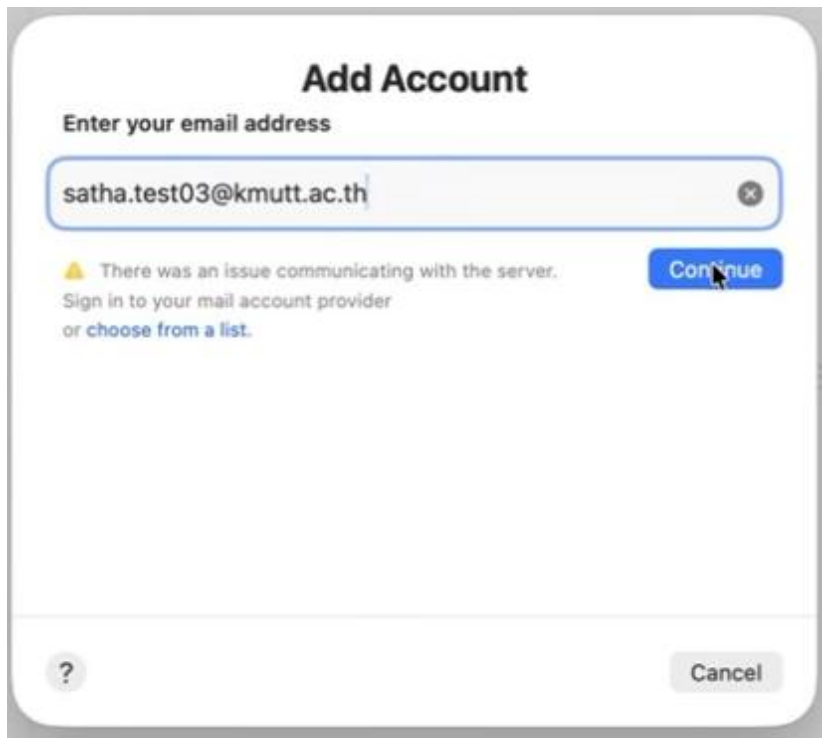 Add Account
Enter your email address
satha.test03@kmutt.ac.th
There was an issue communicating with the server.
Continue
Sign in to your mail account provider
or choose from a list.
?
Cancel